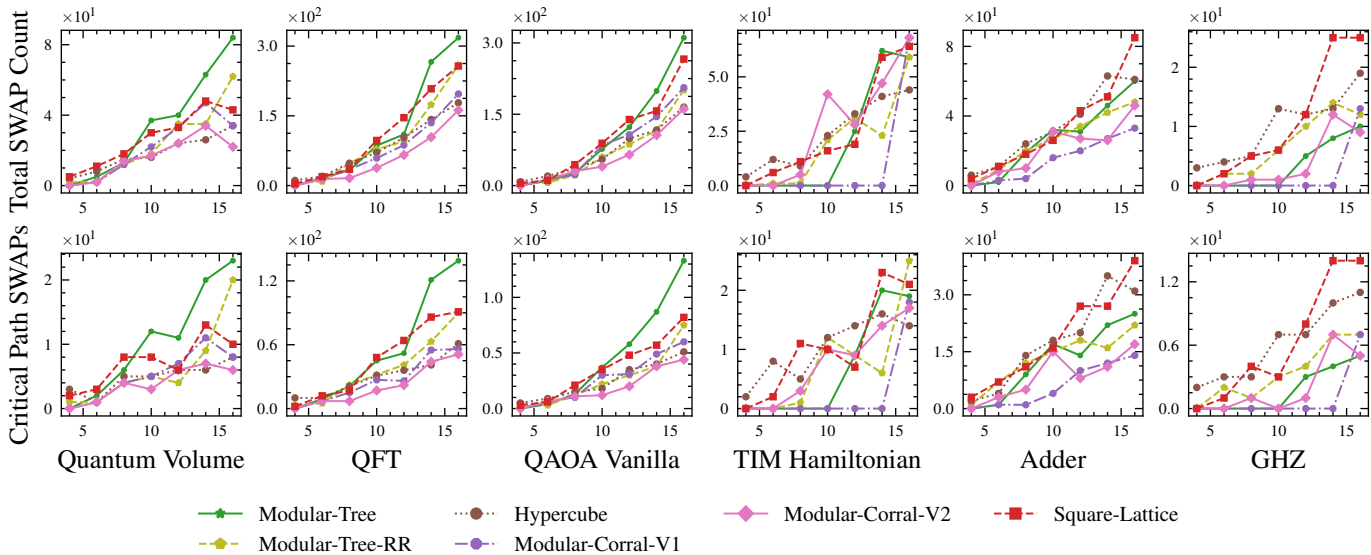 ×10¹ ×10² ×10² ×10¹ ×10¹ ×10¹
Total SWAP Count
8 4 0
3.0 1.5 0.0
3.0 1.5 0.0
5.0 2.5 0.0
8 4 0
2 1 0
5 10 15 5 10 15 5 10 15 5 10 15 5 10 15 5 10 15
×10¹ ×10² ×10² ×10¹ ×10¹ ×10¹
Critical Path SWAPs
2 1 0
1.2 0.6 0.0
1.0 0.5 0.0
2 1 0
3.0 1.5 0.0
1.2 0.6 0.0
5 10 15 5 10 15 5 10 15 5 10 15 5 10 15 5 10 15
Quantum Volume QFT QAOA Vanilla TIM Hamiltonian Adder GHZ
Modular-Tree Hypercube Modular-Corral-V2 Square-Lattice
Modular-Tree-RR Modular-Corral-V1